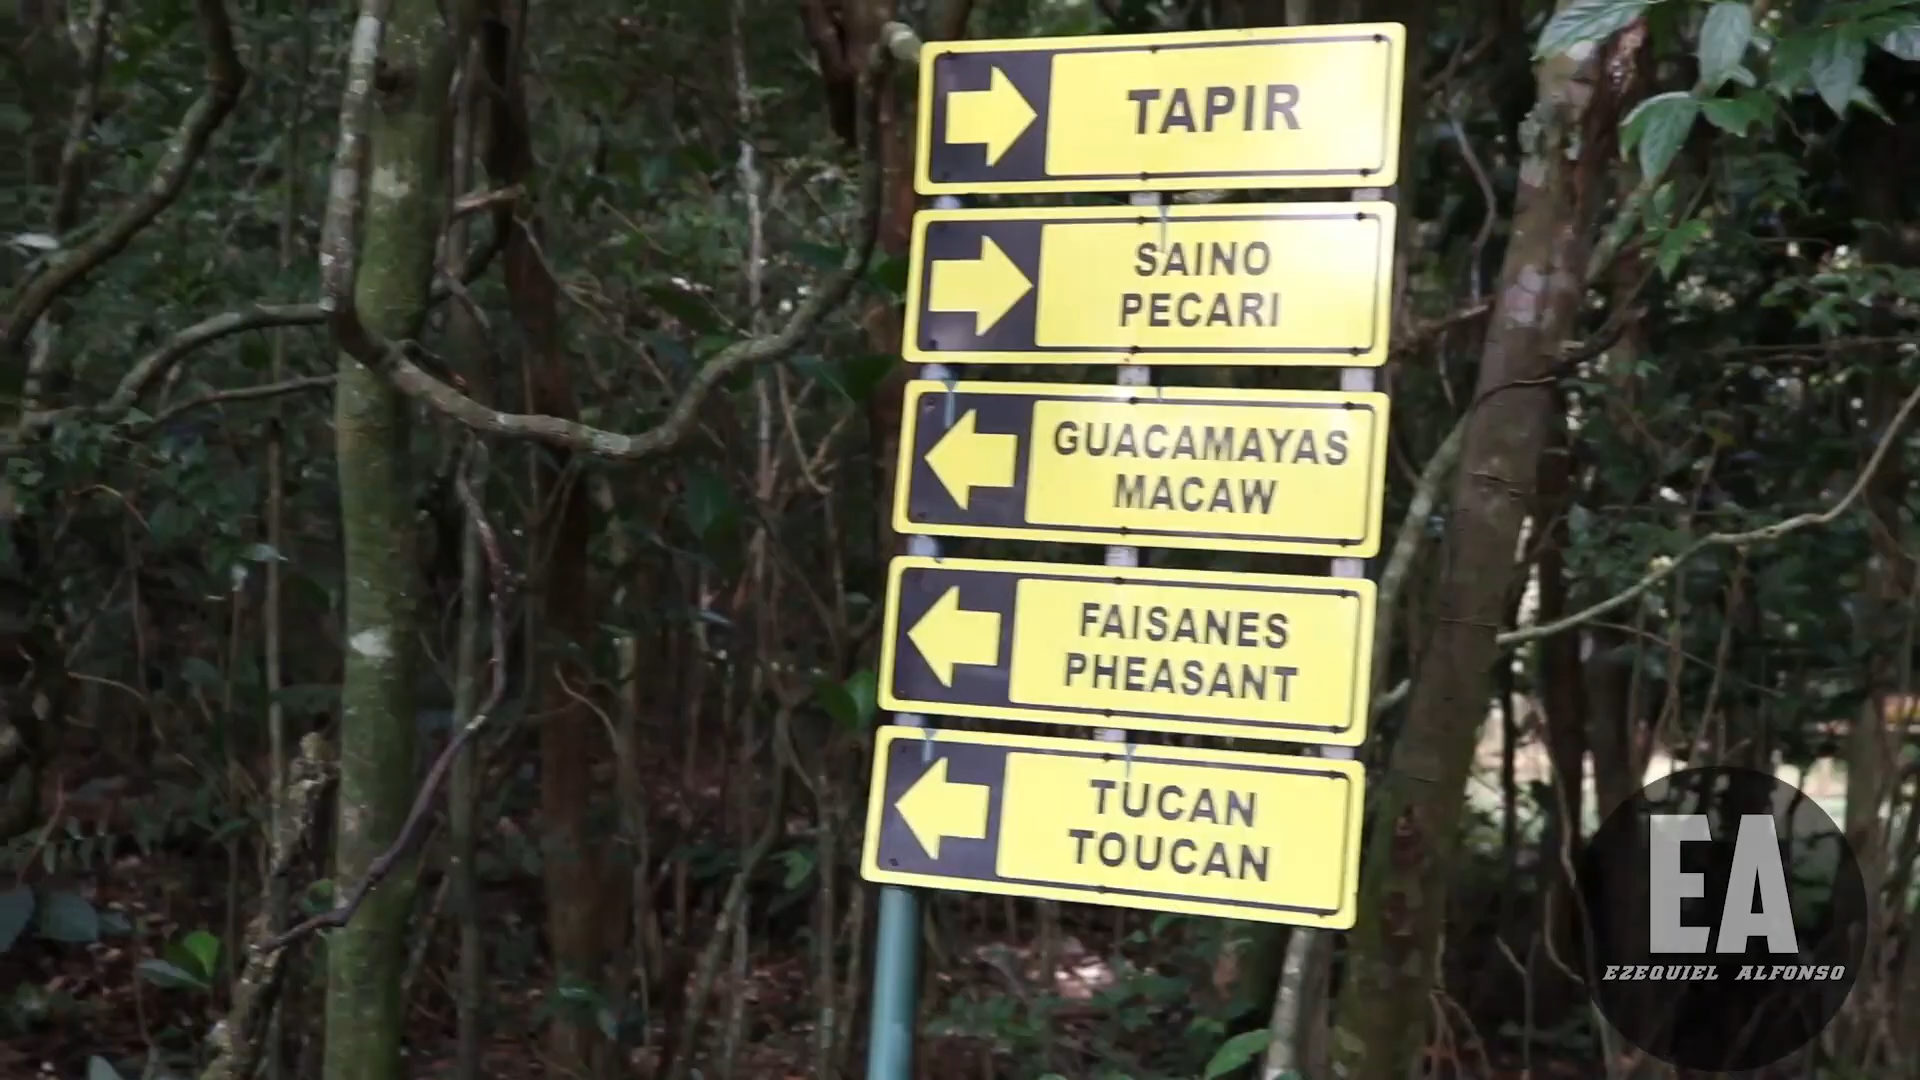 TAPIR
SAINO
PECARI
GUACAMAYAS
MACAW
FAISANES
PHEASANT
TUCAN
TOUCAN
EA
EZEQUIEL ALFONSO